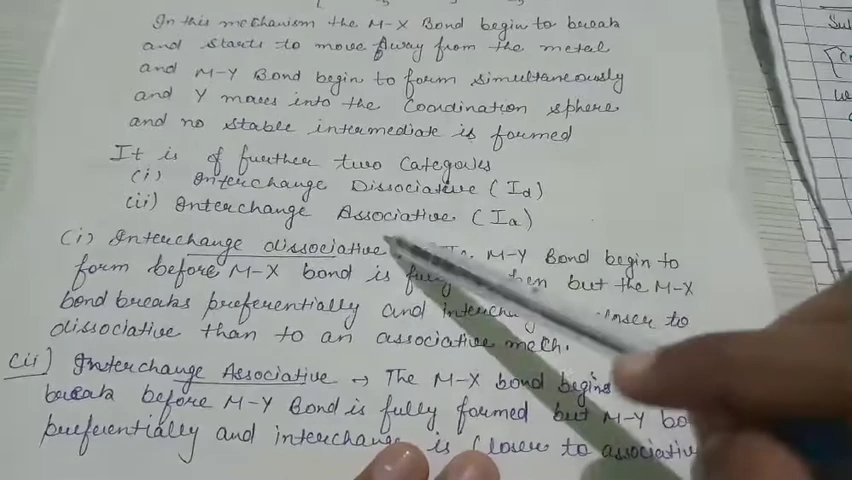 In this mechanism the M-X Bond begin to break
and starts to move Away from the metal
and M-Y Bond begin to form simultaneously
and Y moves into the Coordination sphere
and no stable intermediate is formed
It is of further two Categories
(i) Interchange Dissociative (Id)
(ii) Interchange Associative (Ia)
(i) Interchange dissociative M-Y Bond begin to
form before M-X bond is but the M-X
bond breaks preferentially and to
dissociative than to an associative mech.
(ii) Interchange Associative → The M-X bond begins
break before M-Y Bond is fully formed but M-Y
preferentially and interchange is Closer to